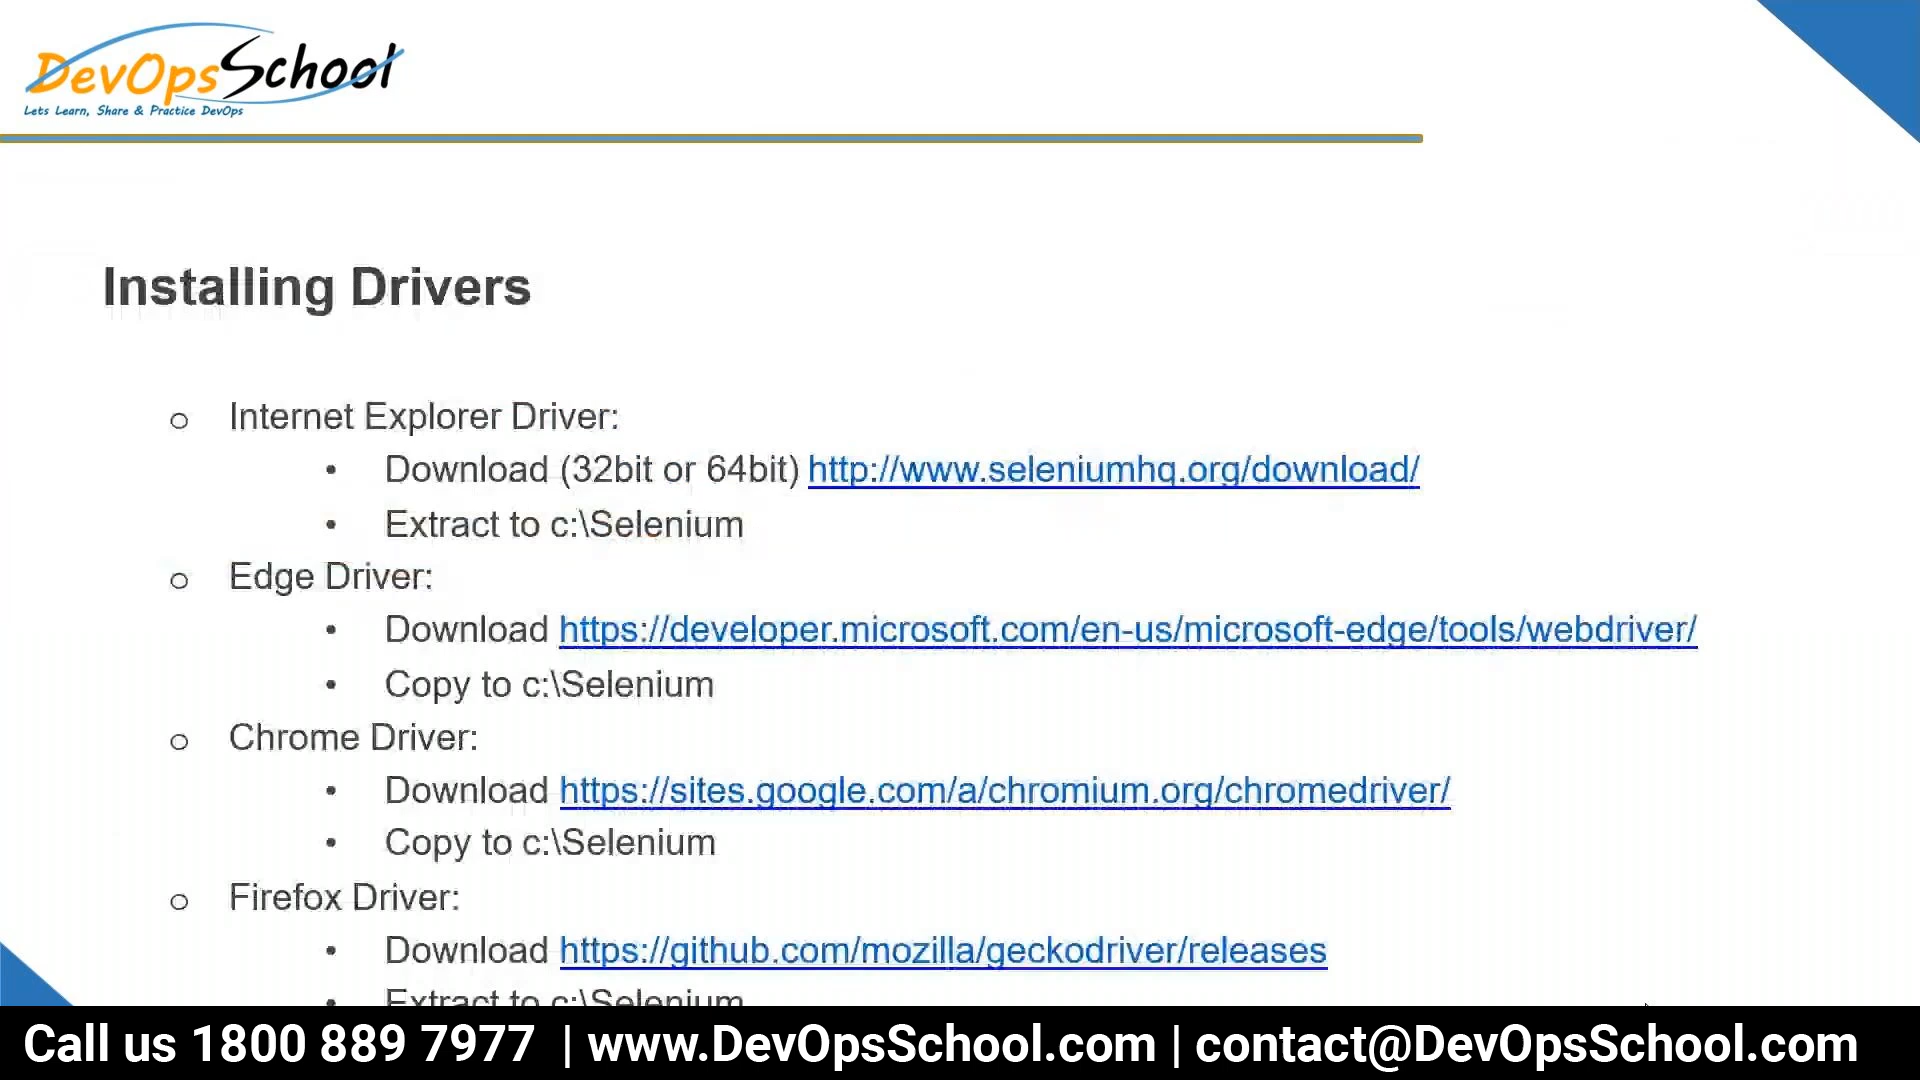 DevOpsSchool
Lets Learn, Share & Practice DevOps
Installing Drivers
o Internet Explorer Driver:
• Download (32bit or 64bit) http://www.seleniumhq.org/download/
• Extract to c:\Selenium
o Edge Driver:
• Download https://developer.microsoft.com/en-us/microsoft-edge/tools/webdriver/
• Copy to c:\Selenium
o Chrome Driver:
• Download https://sites.google.com/a/chromium.org/chromedriver/
• Copy to c:\Selenium
o Firefox Driver:
• Download https://github.com/mozilla/geckodriver/releases
• Extract to c:\Selenium
Call us 1800 889 7977 | www.DevOpsSchool.com | contact@DevOpsSchool.com